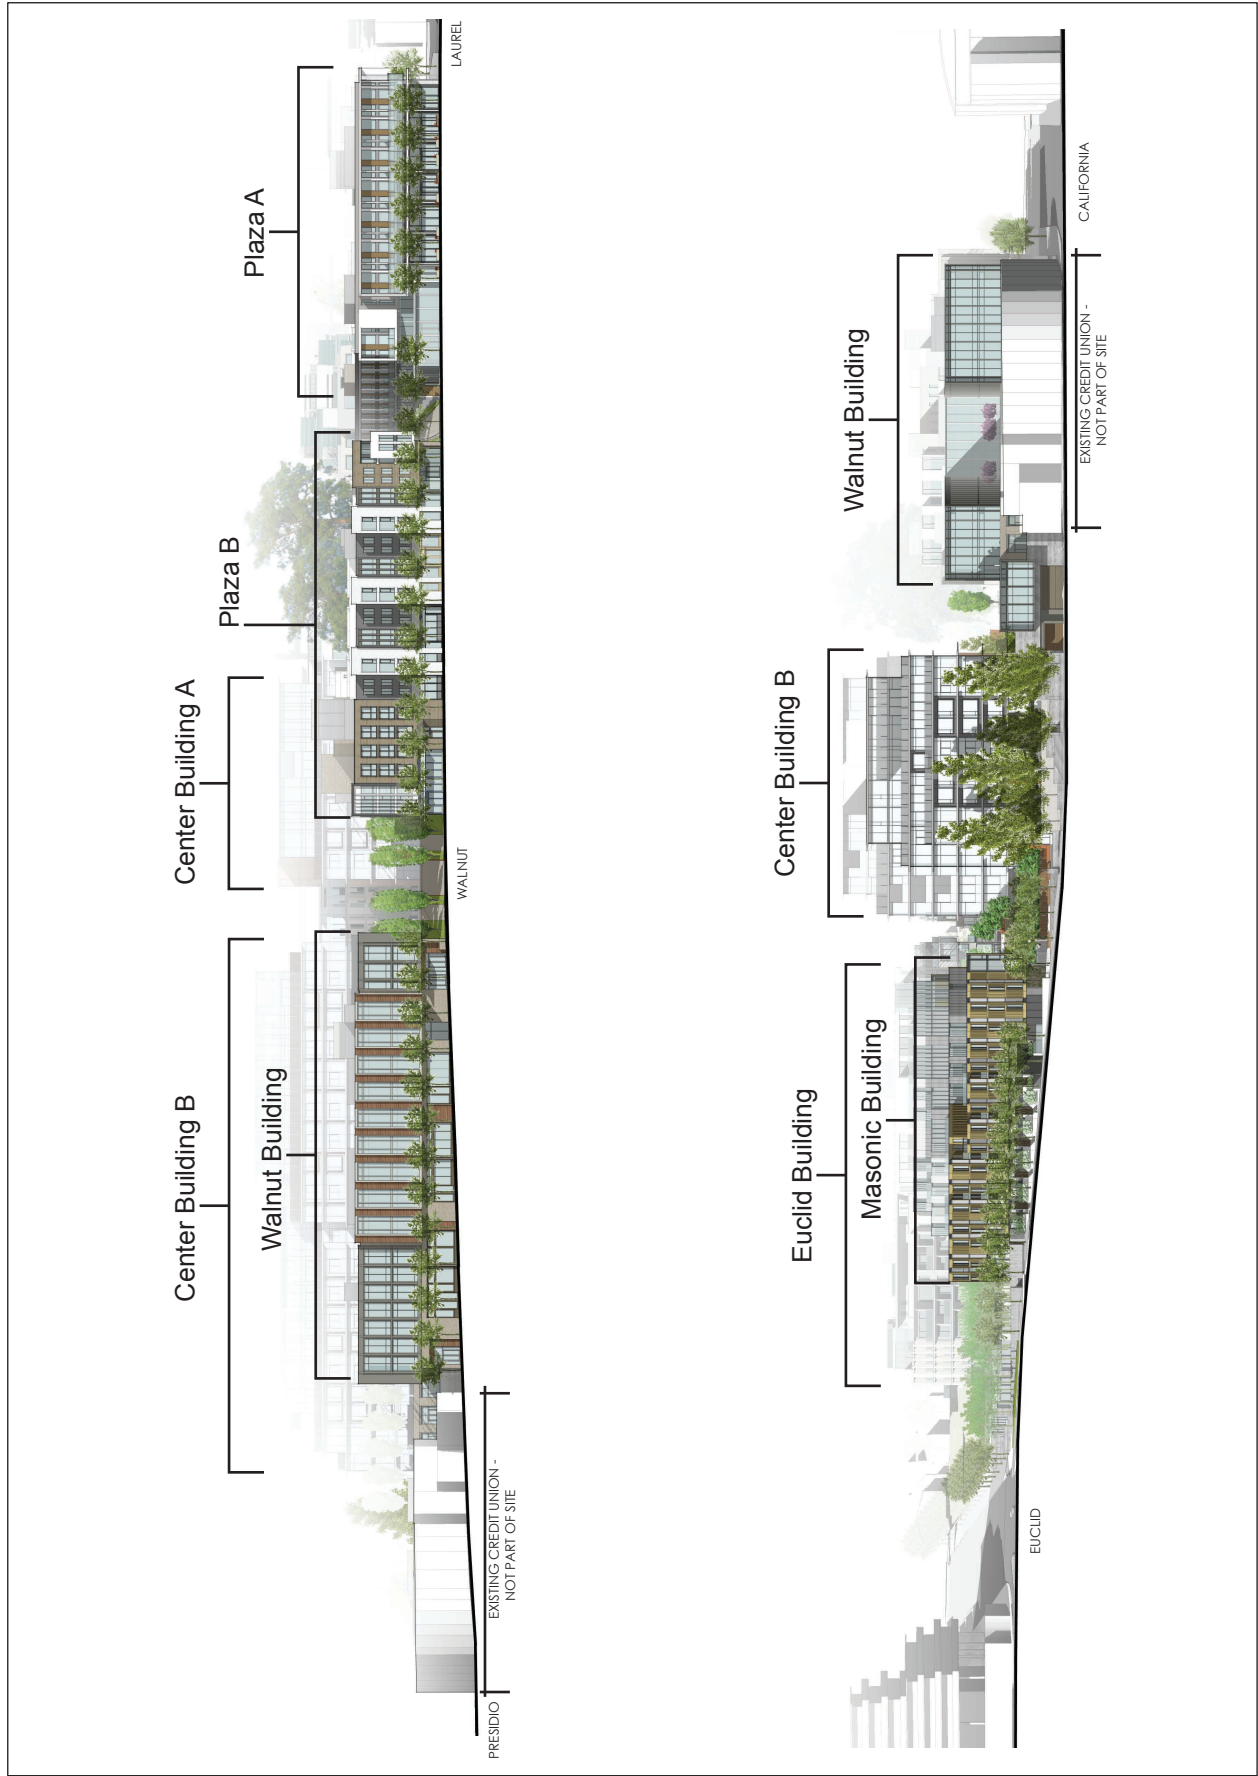 Center Building B
Walnut Building
Center Building A
Plaza B
Plaza A
PRESIDIO
EXISTING CREDIT UNION -
NOT PART OF SITE
WALNUT
LAUREL
Euclid Building
Masonic Building
Center Building B
Walnut Building
EUCLID
EXISTING CREDIT UNION -
NOT PART OF SITE
CALIFORNIA